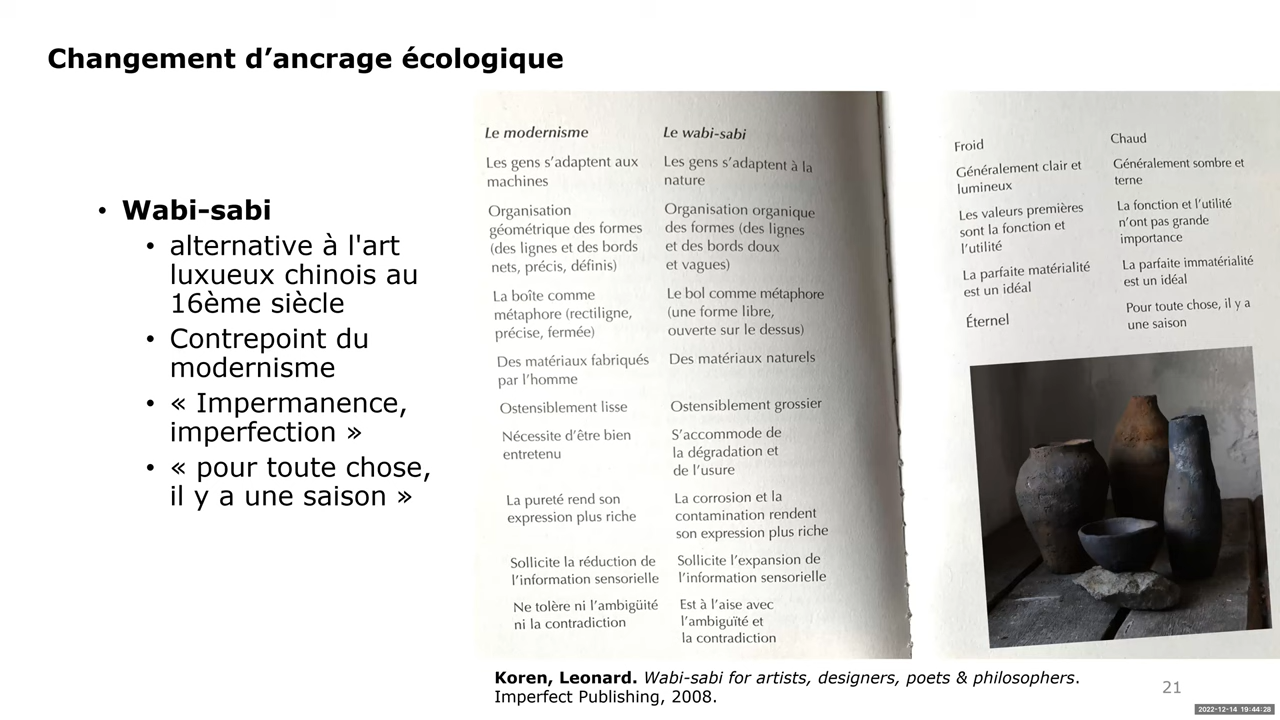 Changement d’ancrage écologique
• Wabi-sabi
• alternative à l'art
luxueux chinois au
16ème siècle
• Contrepoint du
modernisme
• « Impermanence,
imperfection »
• « pour toute chose,
il y a une saison »
Le modernisme
Le wabi-sabi
Les gens s’adaptent aux
machines
Les gens s’adaptent à la
nature
Organisation
géométrique des formes
(des lignes et des bords
nets, précis, définis)
Organisation organique
des formes (des lignes
et des bords doux
et vagues)
La boîte comme
métaphore (rectiligne,
précise, fermée)
Le bol comme métaphore
(une forme libre,
ouverte sur le dessus)
Des matériaux fabriqués
par l’homme
Des matériaux naturels
Ostensiblement lisse
Ostensiblement grossier
Nécessite d’être bien
entretenu
S’accommode de
la dégradation et
de l’usure
La pureté rend son
expression plus riche
La corrosion et la
contamination rendent
son expression plus riche
Sollicite la réduction de
l’information sensorielle
Sollicite l’expansion de
l’information sensorielle
Ne tolère ni l’ambigüité
ni la contradiction
Est à l’aise avec
l’ambiguïté et
la contradiction
Froid
Chaud
Généralement clair et
lumineux
Généralement sombre et
terne
Les valeurs premières
sont la fonction et
l’utilité
La fonction et l’utilité
n’ont pas grande
importance
La parfaite matérialité
est un idéal
La parfaite immatérialité
est un idéal
Éternel
Pour toute chose, il y a
une saison
Koren, Leonard. Wabi-sabi for artists, designers, poets & philosophers.
Imperfect Publishing, 2008.
21
2022-12-14 19:44:28